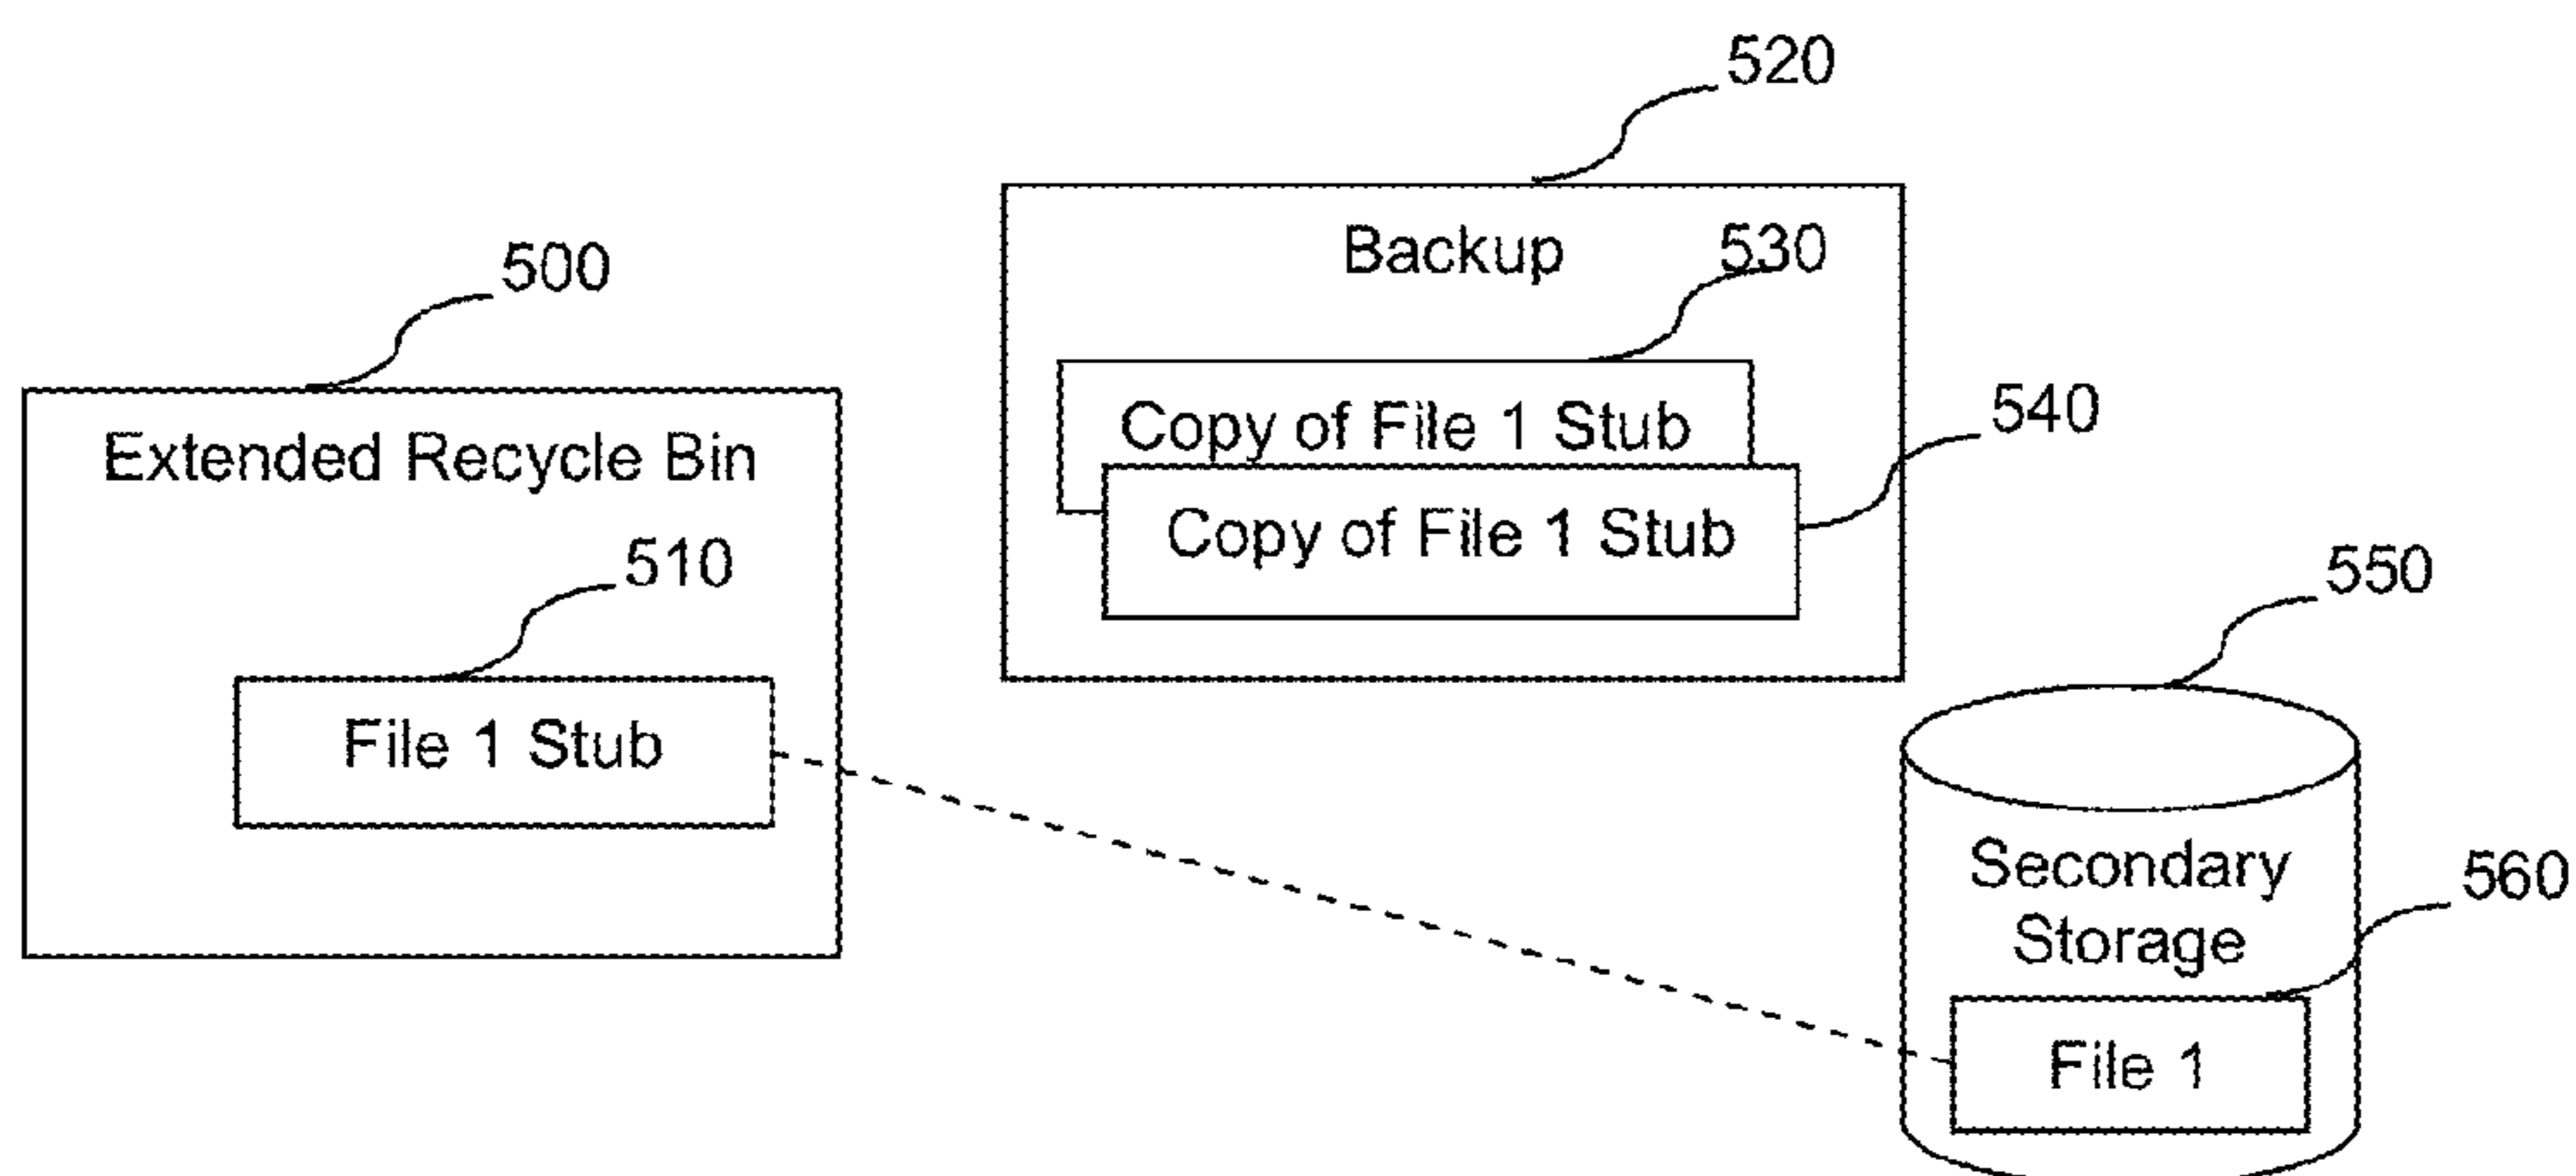 520
Backup
530
500
Extended Recycle Bin
Copy of File 1 Stub
540
Copy of File 1 Stub
510
550
File 1 Stub
Secondary
Storage
560
File 1